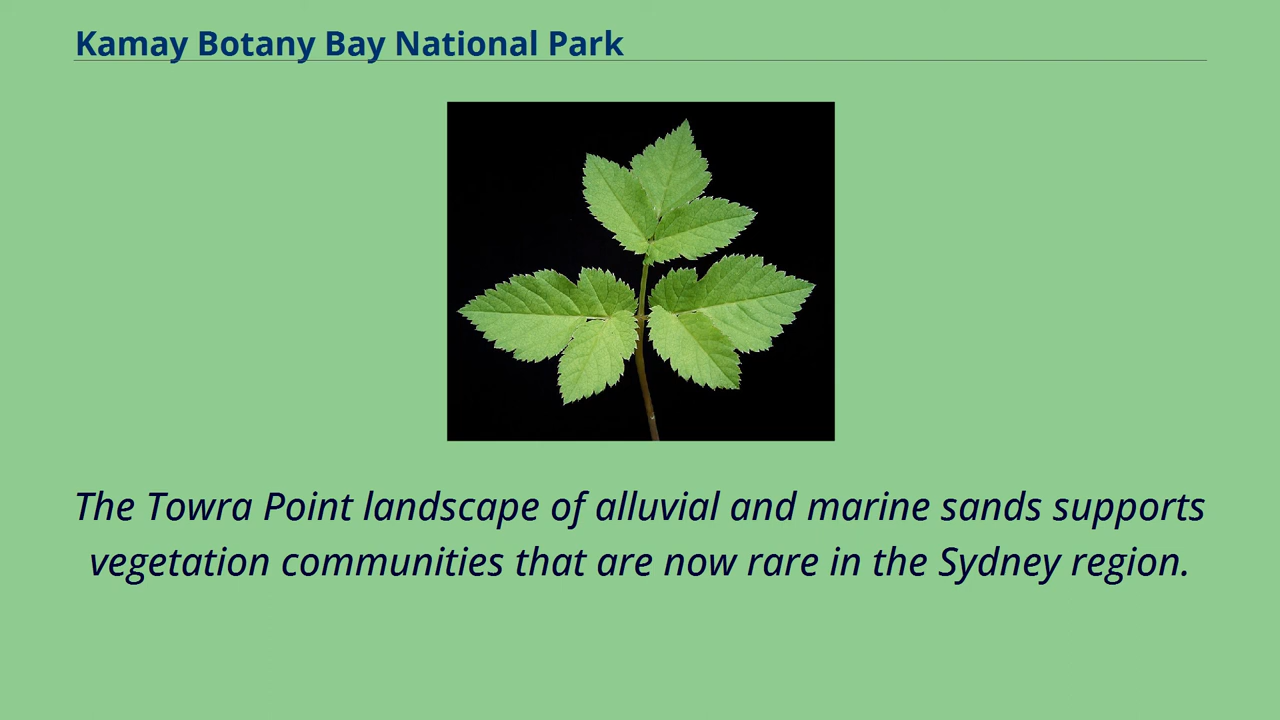 Kamay Botany Bay National Park
The Towra Point landscape of alluvial and marine sands supports
vegetation communities that are now rare in the Sydney region.